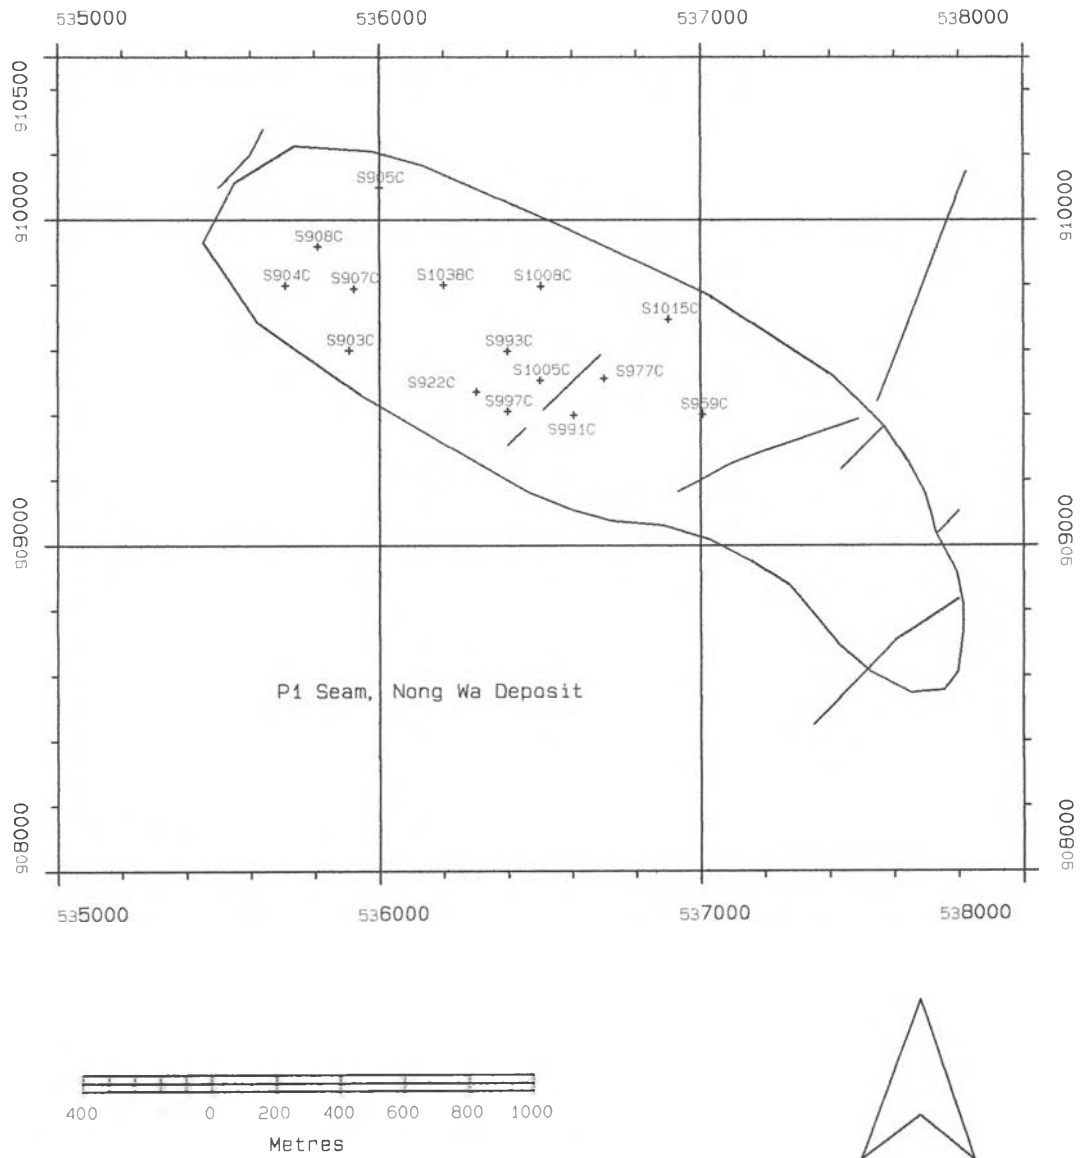 535000 536000 537000 538000
910500
910000 910000
S905C
S908C
S904C S907C S1038C S1008C
S1015C
S903C S993C
S922C S1005C S977C
S997C S959C
S991C
909000 909000
P1 Seam, Nong Wa Deposit
908000 908000
535000 536000 537000 538000
400 0 200 400 600 800 1000
Metres